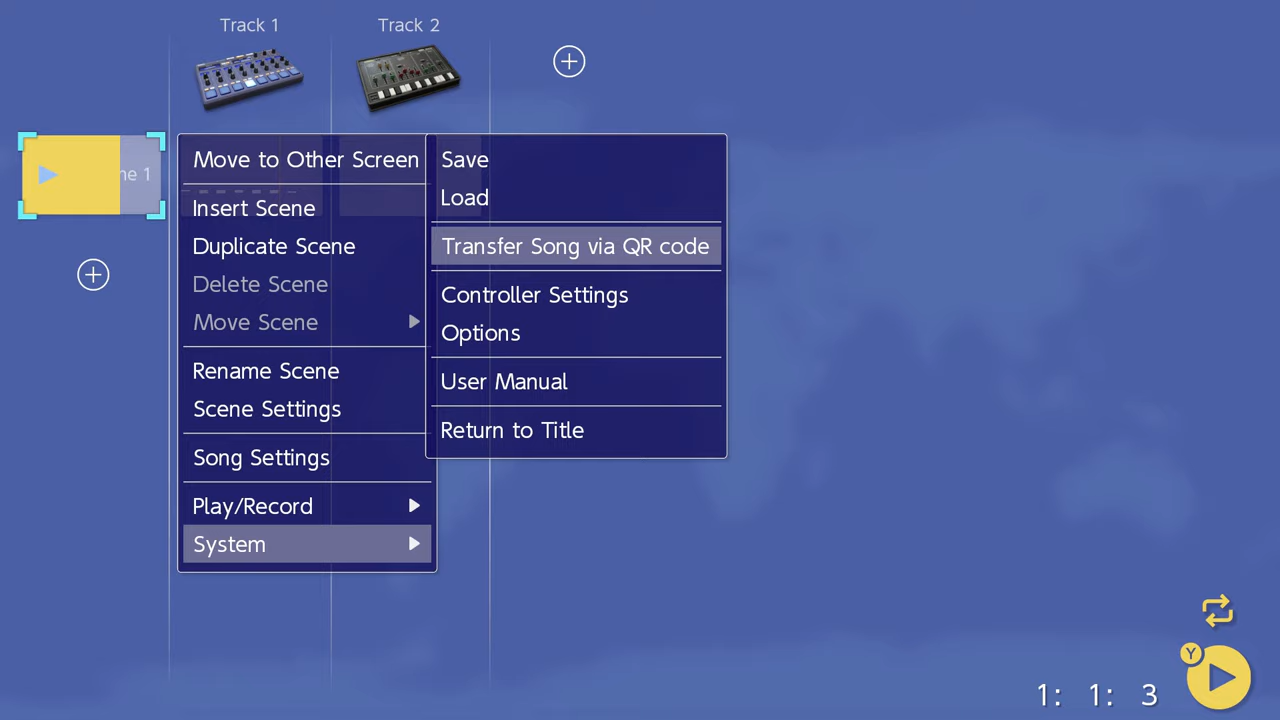 Track 1
Track 2
ne 1
Move to Other Screen
Insert Scene
Duplicate Scene
Delete Scene
Move Scene
Rename Scene
Scene Settings
Song Settings
Play/Record
System
Save
Load
Transfer Song via QR code
Controller Settings
Options
User Manual
Return to Title
Y
1: 1: 3